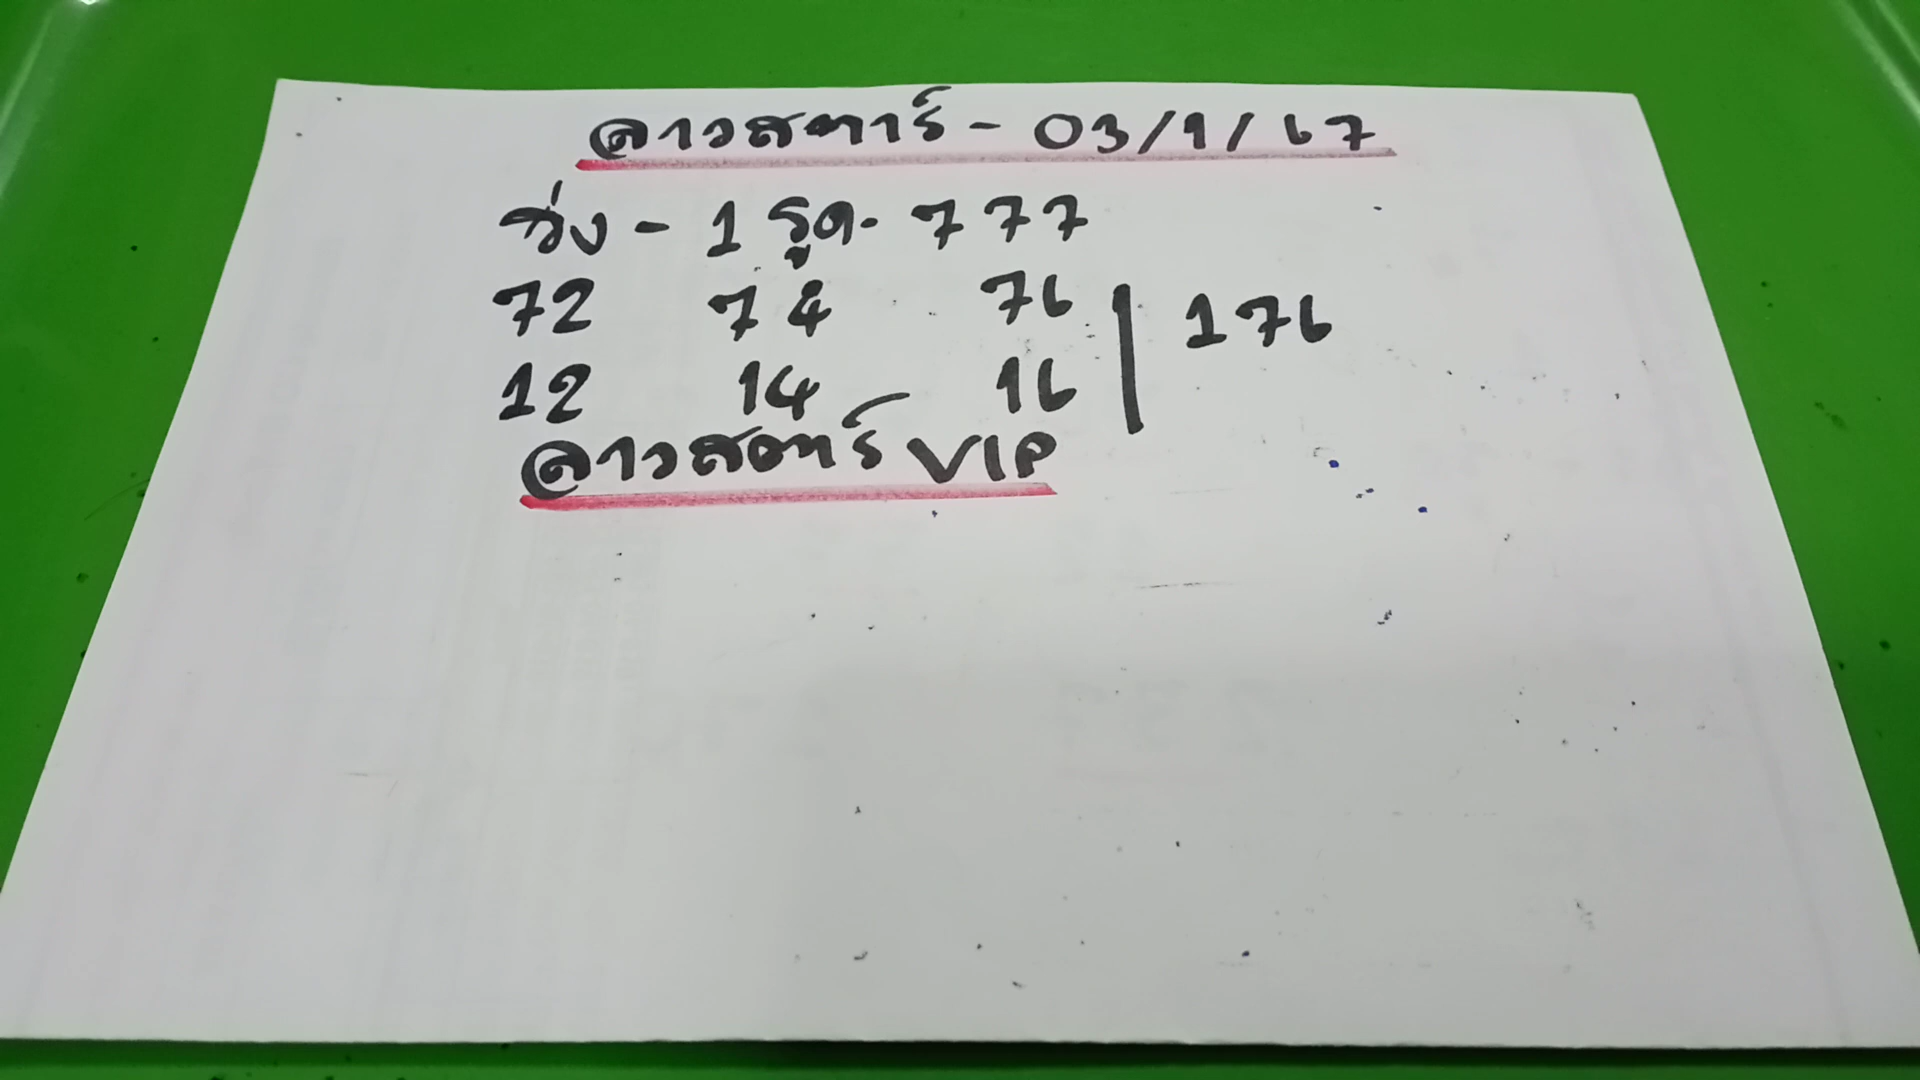 ลาวสตาร์ - 03/1/67
วิ่ง - 1 รูด - 777
72 74 76 | 176
12 14 16
ลาวสตาร์ VIP